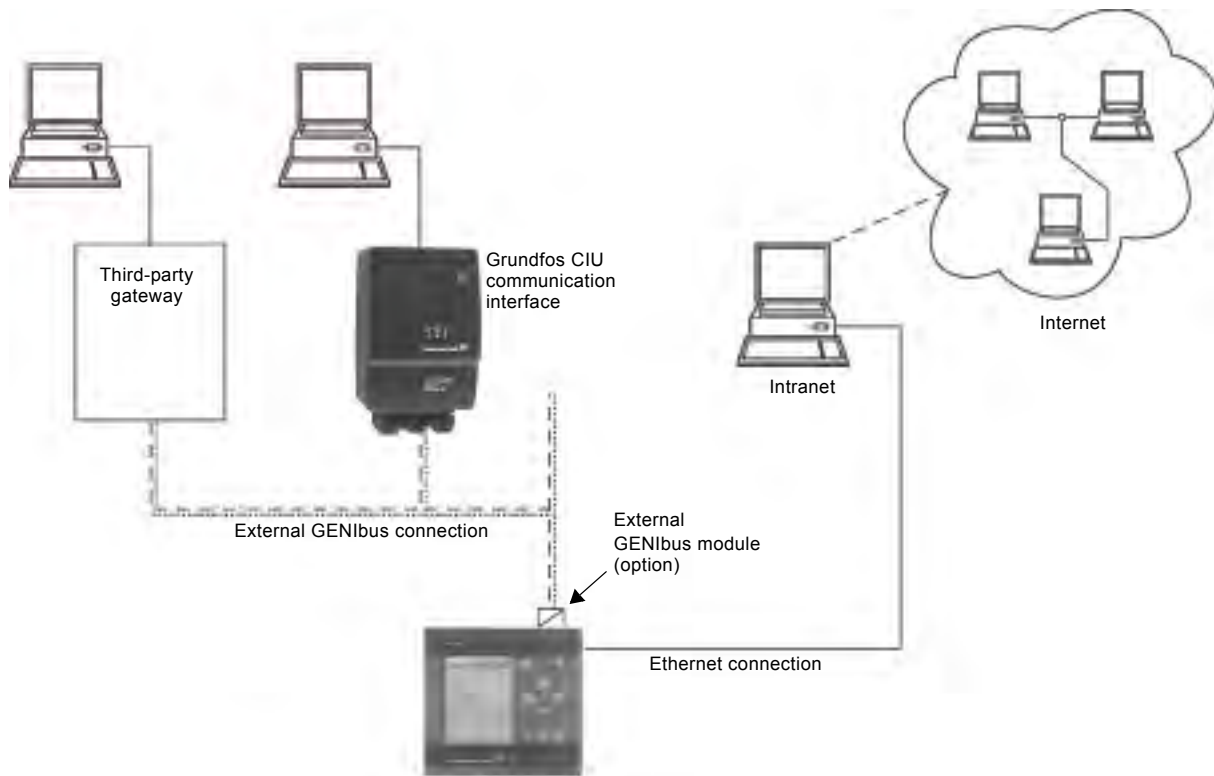 Third-party
gateway
Grundfos CIU
communication
interface
Internet
Intranet
External GENIbus connection
External
GENIbus module
(option)
Ethernet connection